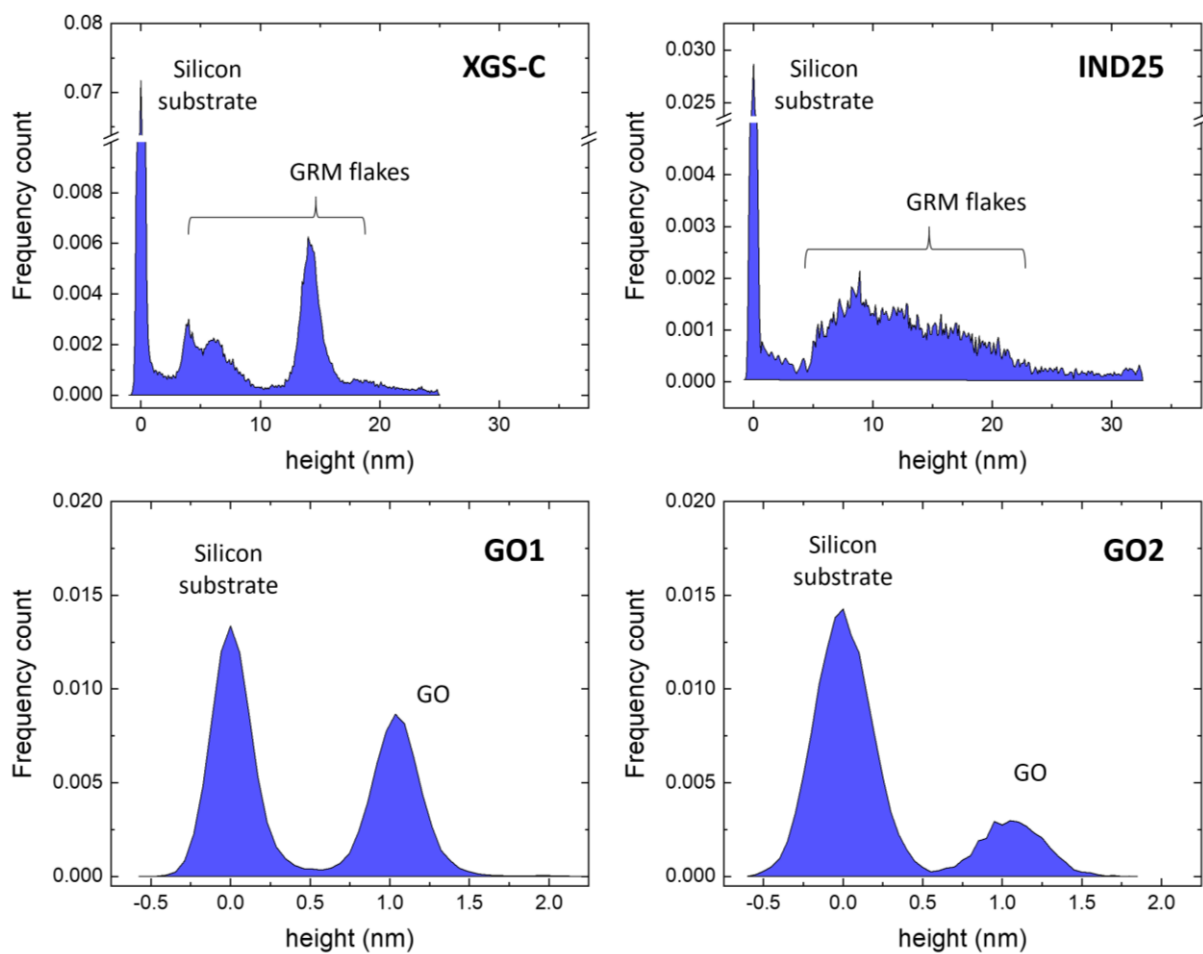 XGS-C
Silicon
substrate
GRM flakes
Frequency count
0.08
0.07
0.008
0.006
0.004
0.002
0.000
0 10 20 30
height (nm)
IND25
Silicon
substrate
GRM flakes
Frequency count
0.030
0.025
0.004
0.003
0.002
0.001
0.000
0 10 20 30
height (nm)
GO1
Silicon
substrate
GO
Frequency count
0.020
0.015
0.010
0.005
0.000
-0.5 0.0 0.5 1.0 1.5 2.0
height (nm)
GO2
Silicon
substrate
GO
Frequency count
0.020
0.015
0.010
0.005
0.000
-0.5 0.0 0.5 1.0 1.5 2.0
height (nm)